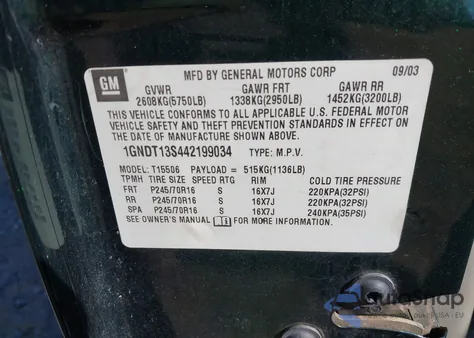 GM
MFD BY GENERAL MOTORS CORP 09/03
GVWR GAWR FRT GAWR RR
2608KG(5750LB) 1338KG(2950LB) 1452KG(3200LB)
THIS VEHICLE CONFORMS TO ALL APPLICABLE U.S. FEDERAL MOTOR
VEHICLE SAFETY AND THEFT PREVENTION STANDARDS IN EFFECT ON
THE DATE OF MANUFACTURE SHOWN ABOVE.
1GNDT13S442199034 TYPE: M.P.V.
MODEL: T15506 PAYLOAD = 515KG(1136LB)
TPMH TIRE SIZE SPEED RTG RIM COLD TIRE PRESSURE
FRT P245/70R16 S 16X7J 220KPA(32PSI)
RR P245/70R16 S 16X7J 220KPA(32PSI)
SPA P245/70R16 S 16X7J 240KPA(35PSI)
SEE OWNER'S MANUAL FOR MORE INFORMATION.
autosnap